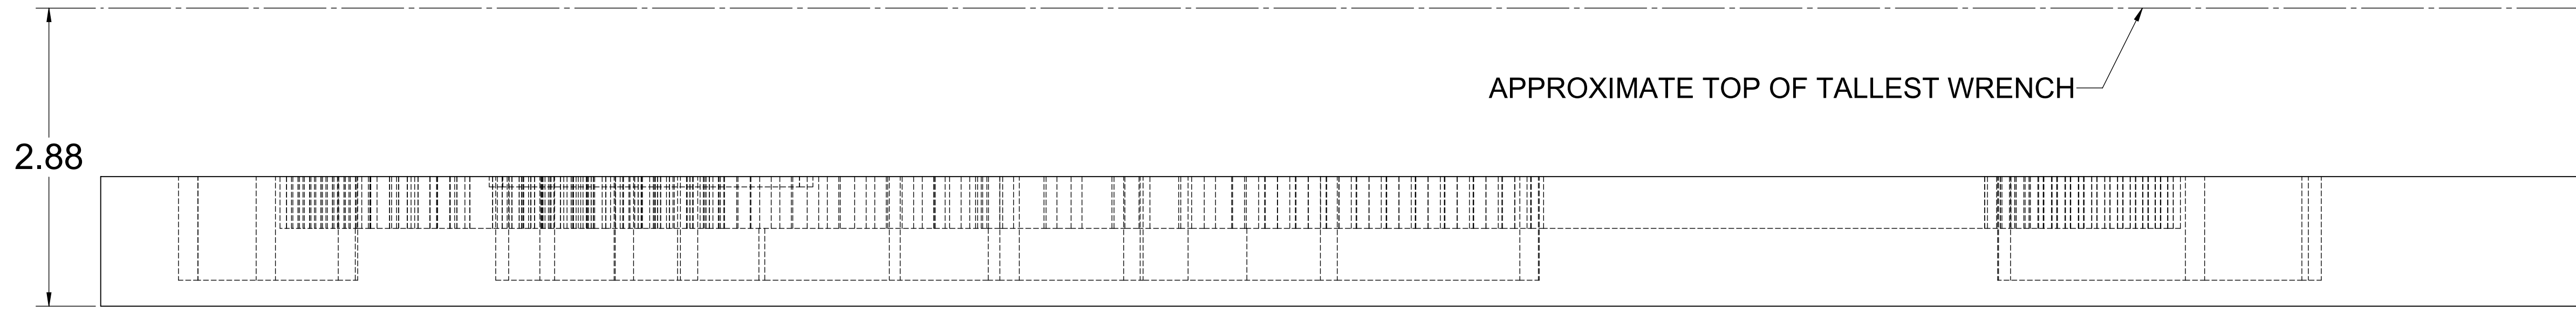 APPROXIMATE TOP OF TALLEST WRENCH
2.88